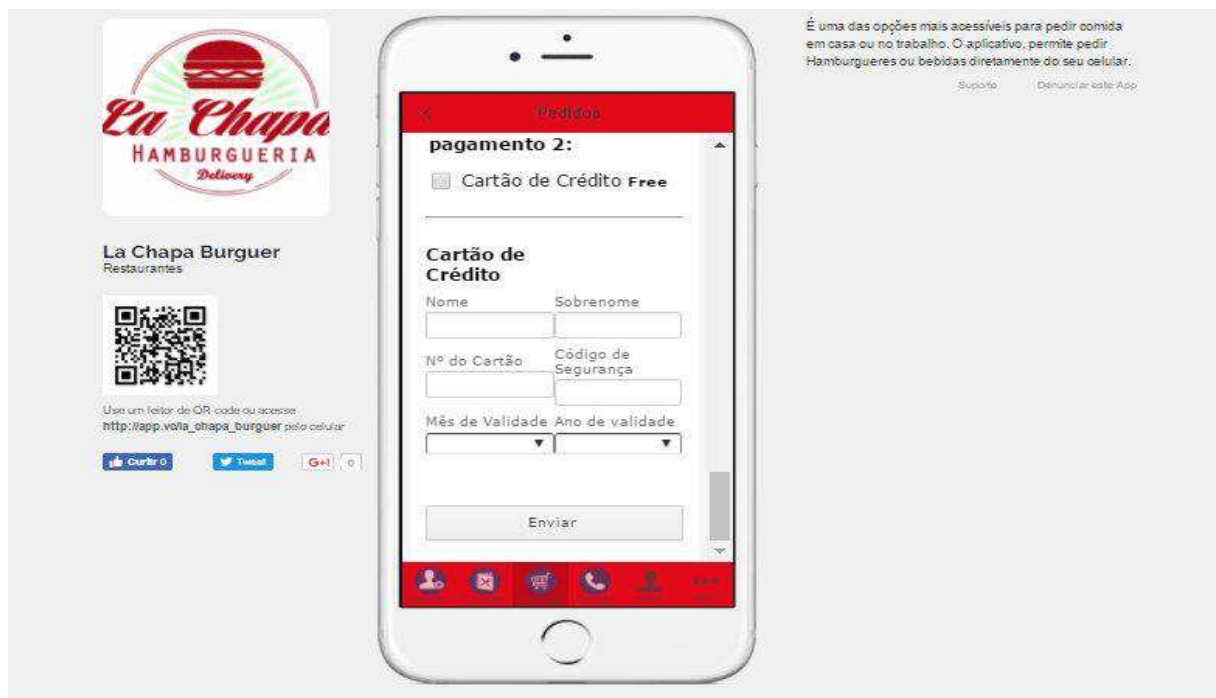 La Chapa
HAMBURGUERIA
Delivery
La Chapa Burguer
Restaurantes
Use um leitor de QR code ou acesse
http://app.vc/la_chapa_burguer pelo celular
Curtir 0
Tweet
G+1 0
Pedidos
pagamento 2:
Cartão de Crédito Free
Cartão de
Crédito
Nome Sobrenome
Nº do Cartão Código de
Segurança
Mês de Validade Ano de validade
Enviar
É uma das opções mais acessíveis para pedir comida
em casa ou no trabalho. O aplicativo, permite pedir
Hamburgueres ou bebidas diretamente do seu celular.
Suporte Denunciar este App